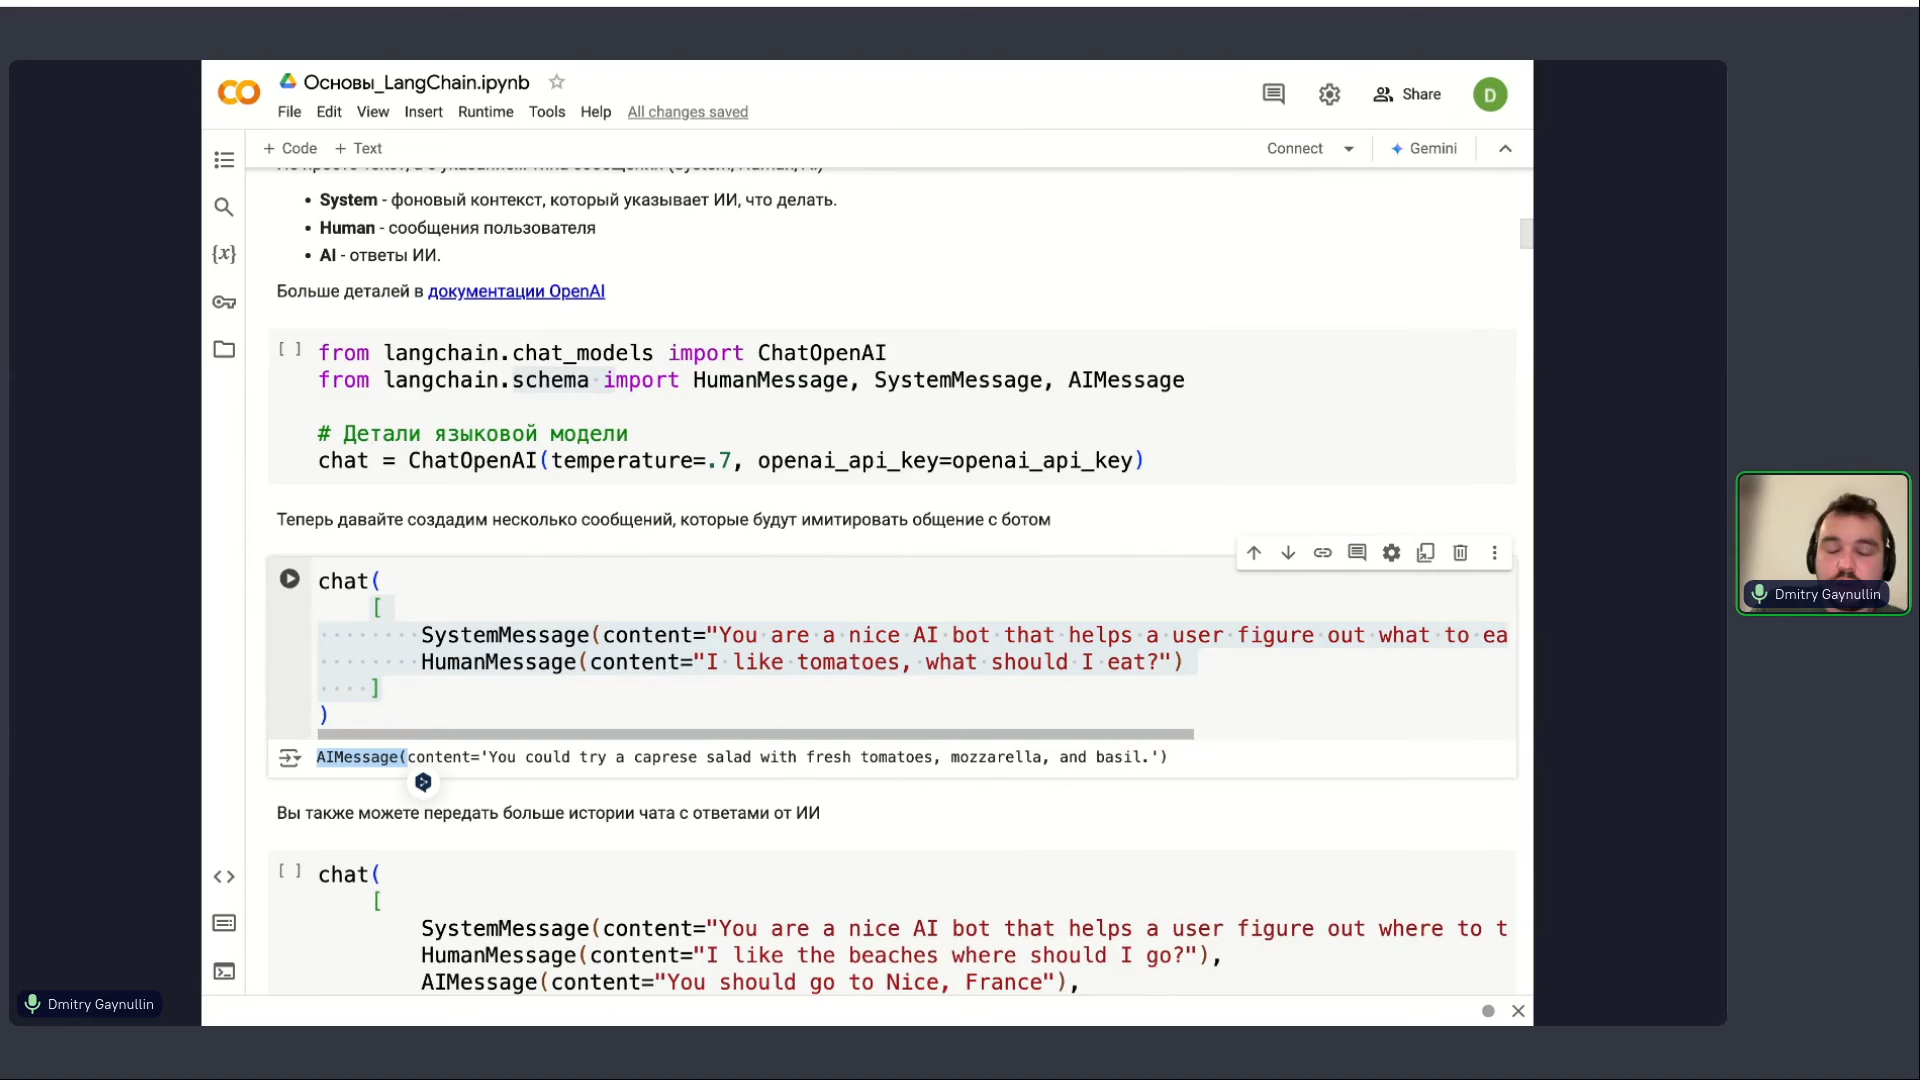 Основы_LangChain.ipynb
File Edit View Insert Runtime Tools Help All changes saved
Share
D
+ Code + Text
Connect
Gemini
• System - фоновый контекст, который указывает ИИ, что делать.
• Human - сообщения пользователя
• AI - ответы ИИ.
Больше деталей в документации OpenAI
[ ] from langchain.chat_models import ChatOpenAI
from langchain.schema import HumanMessage, SystemMessage, AIMessage
# Детали языковой модели
chat = ChatOpenAI(temperature=.7, openai_api_key=openai_api_key)
Теперь давайте создадим несколько сообщений, которые будут имитировать общение с ботом
chat(
[
SystemMessage(content="You are a nice AI bot that helps a user figure out what to ea
HumanMessage(content="I like tomatoes, what should I eat?")
]
)
AIMessage(content='You could try a caprese salad with fresh tomatoes, mozzarella, and basil.')
Вы также можете передать больше истории чата с ответами от ИИ
[ ] chat(
[
SystemMessage(content="You are a nice AI bot that helps a user figure out where to t
HumanMessage(content="I like the beaches where should I go?"),
AIMessage(content="You should go to Nice, France"),
Dmitry Gaynullin
Dmitry Gaynullin